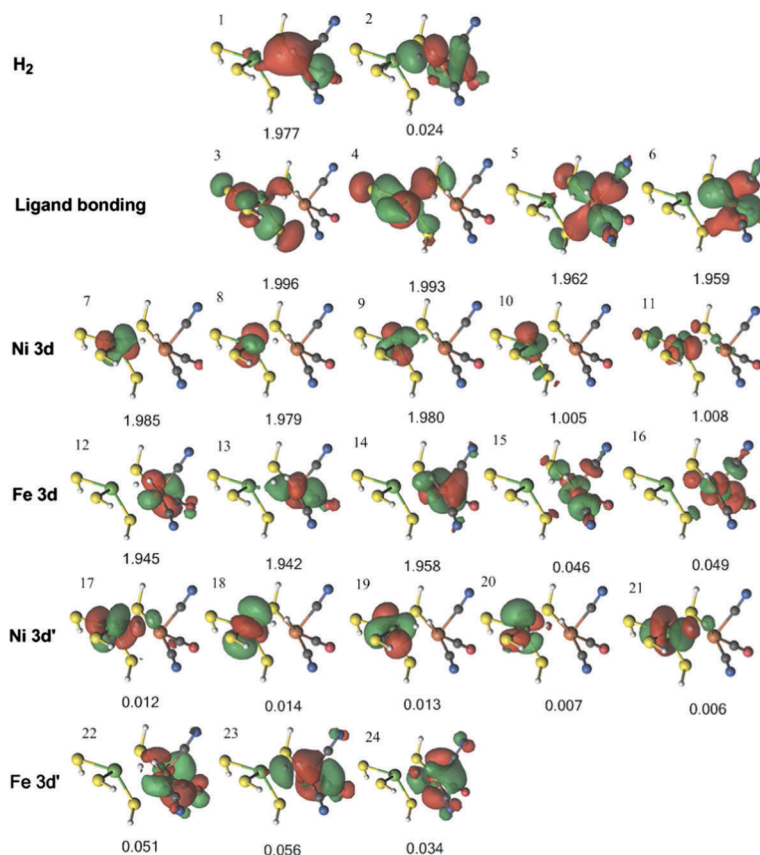 1 2
H2
1.977 0.024
3 4 5 6
Ligand bonding
1.996 1.993 1.962 1.959
7 8 9 10 11
Ni 3d
1.985 1.979 1.980 1.005 1.008
12 13 14 15 16
Fe 3d
1.945 1.942 1.958 0.046 0.049
17 18 19 20 21
Ni 3d'
0.012 0.014 0.013 0.007 0.006
22 23 24
Fe 3d'
0.051 0.056 0.034